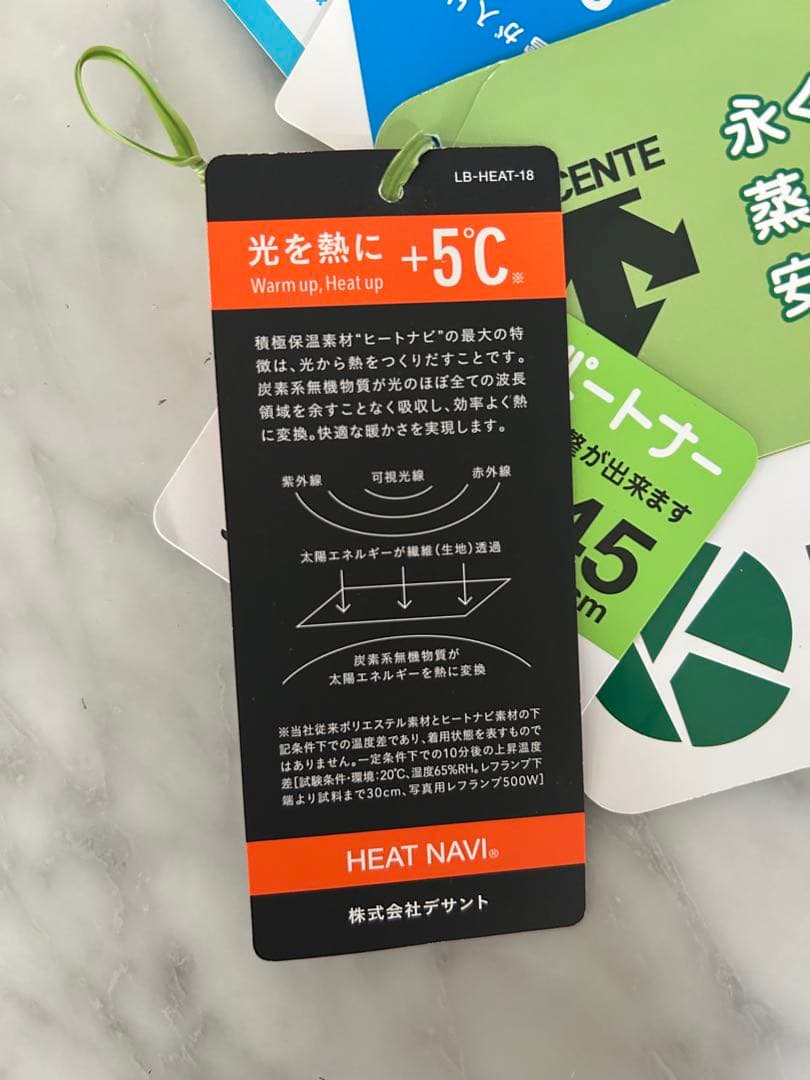 LB-HEAT-18
光を熱に +5℃※
Warm up, Heat up
積極保温素材“ヒートナビ”の最大の特
徴は、光から熱をつくりだすことです。
炭素系無機物質が光のほぼ全ての波長
領域を余すことなく吸収し、効率よく熱
に変換。快適な暖かさを実現します。
紫外線 可視光線 赤外線
太陽エネルギーが繊維(生地)透過
炭素系無機物質が
太陽エネルギーを熱に変換
※当社従来ポリエステル素材とヒートナビ素材の下
記条件下での温度差であり、着用状態を表すもので
はありません。一定条件下での10分後の上昇温度
差[試験条件・環境:20℃、湿度65%RH。レフランプ下
端より試料まで30cm、写真用レフランプ500W]
HEAT NAVI®
株式会社デサント
CENTE
永く
蒸
安
パートナー
整が出来ます
45
cm